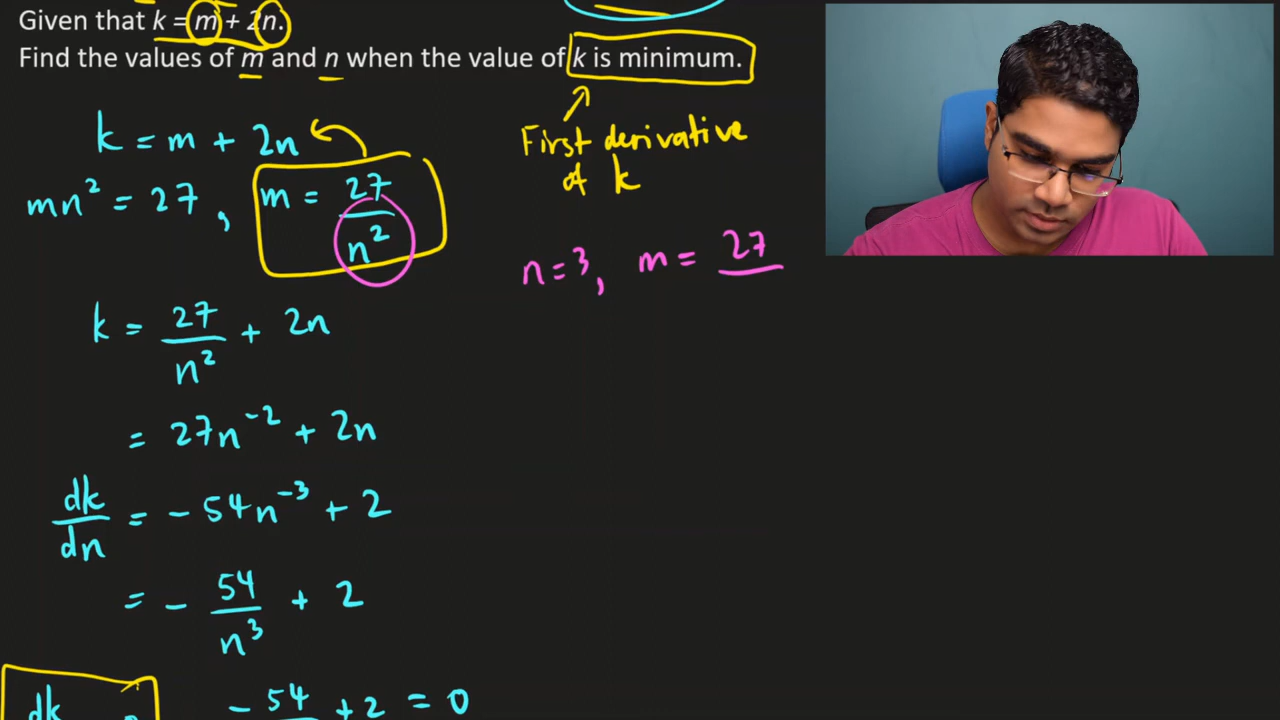 Given that k = m + 2n.
Find the values of m and n when the value of k is minimum.
k = m + 2n
mn² = 27, m = 27/n²
First derivative
of k
n=3, m = 27
k = 27/n² + 2n
= 27n⁻² + 2n
dk/dn = -54n⁻³ + 2
= - 54/n³ + 2
dk
- 54 + 2 = 0